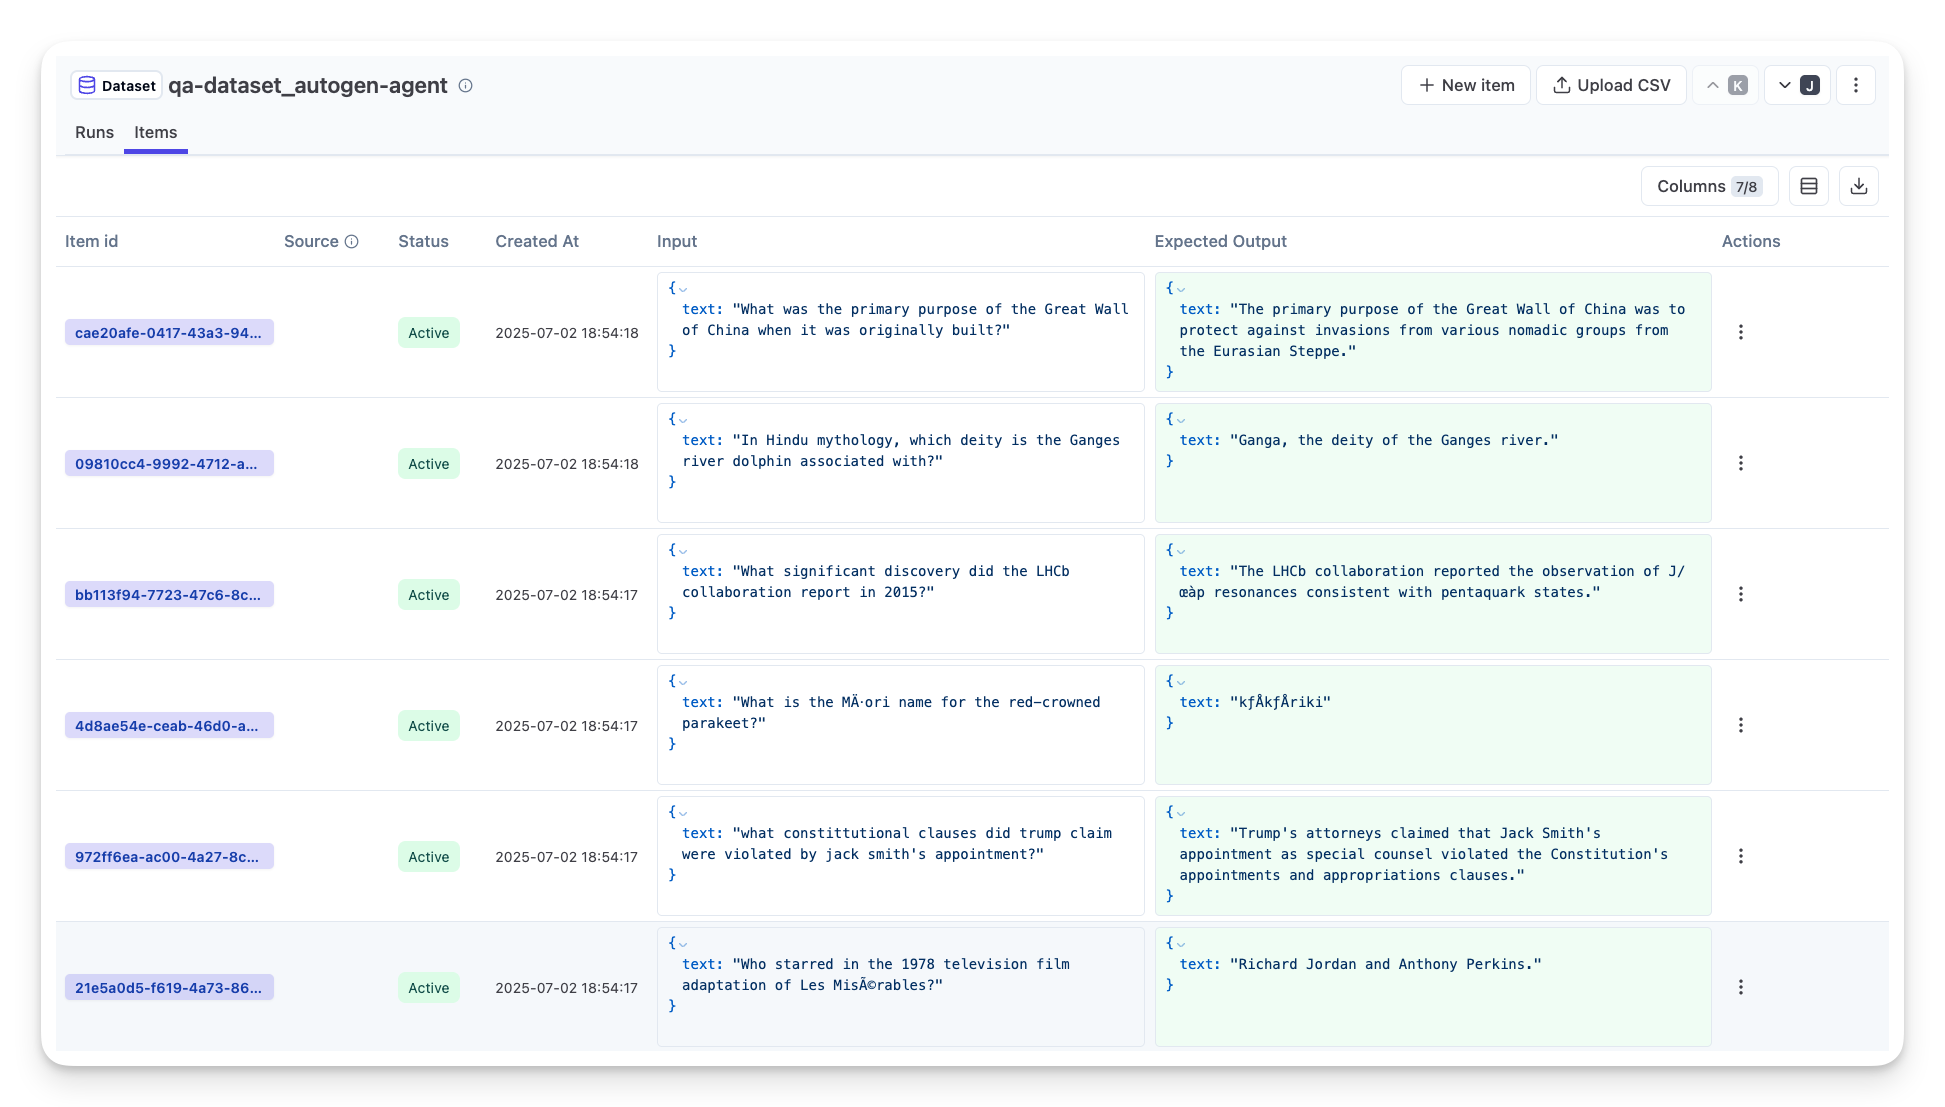 Dataset qa-dataset_autogen-agent
New item
Upload CSV
K
J
Runs
Items
Columns 7/8
Item id
Source
Status
Created At
Input
Expected Output
Actions
cae20afe-0417-43a3-94...
Active
2025-07-02 18:54:18
{
text: "What was the primary purpose of the Great Wall
of China when it was originally built?"
}
{
text: "The primary purpose of the Great Wall of China was to
protect against invasions from various nomadic groups from
the Eurasian Steppe."
}
09810cc4-9992-4712-a...
Active
2025-07-02 18:54:18
{
text: "In Hindu mythology, which deity is the Ganges
river dolphin associated with?"
}
{
text: "Ganga, the deity of the Ganges river."
}
bb113f94-7723-47c6-8c...
Active
2025-07-02 18:54:17
{
text: "What significant discovery did the LHCb
collaboration report in 2015?"
}
{
text: "The LHCb collaboration reported the observation of J/
œàp resonances consistent with pentaquark states."
}
4d8ae54e-ceab-46d0-a...
Active
2025-07-02 18:54:17
{
text: "What is the MÄ·ori name for the red-crowned
parakeet?"
}
{
text: "kƒÅkƒÅriki"
}
972ff6ea-ac00-4a27-8c...
Active
2025-07-02 18:54:17
{
text: "what constittutional clauses did trump claim
were violated by jack smith's appointment?"
}
{
text: "Trump's attorneys claimed that Jack Smith's
appointment as special counsel violated the Constitution's
appointments and appropriations clauses."
}
21e5a0d5-f619-4a73-86...
Active
2025-07-02 18:54:17
{
text: "Who starred in the 1978 television film
adaptation of Les MisÃ©rables?"
}
{
text: "Richard Jordan and Anthony Perkins."
}